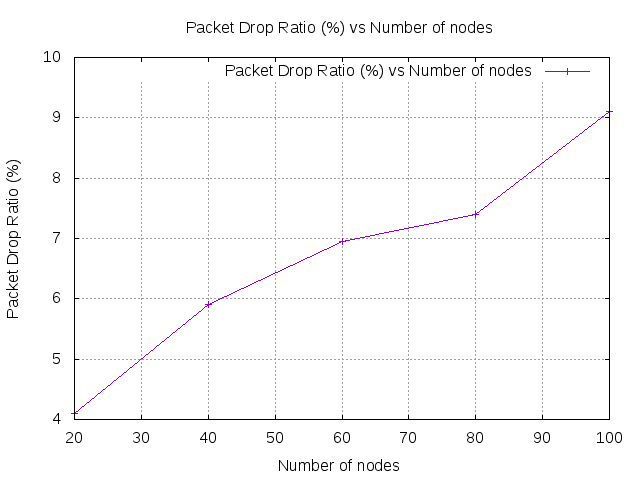 Packet Drop Ratio (%) vs Number of nodes
Packet Drop Ratio (%) vs Number of nodes
Packet Drop Ratio (%)
10
9
8
7
6
5
4
20 30 40 50 60 70 80 90 100
Number of nodes